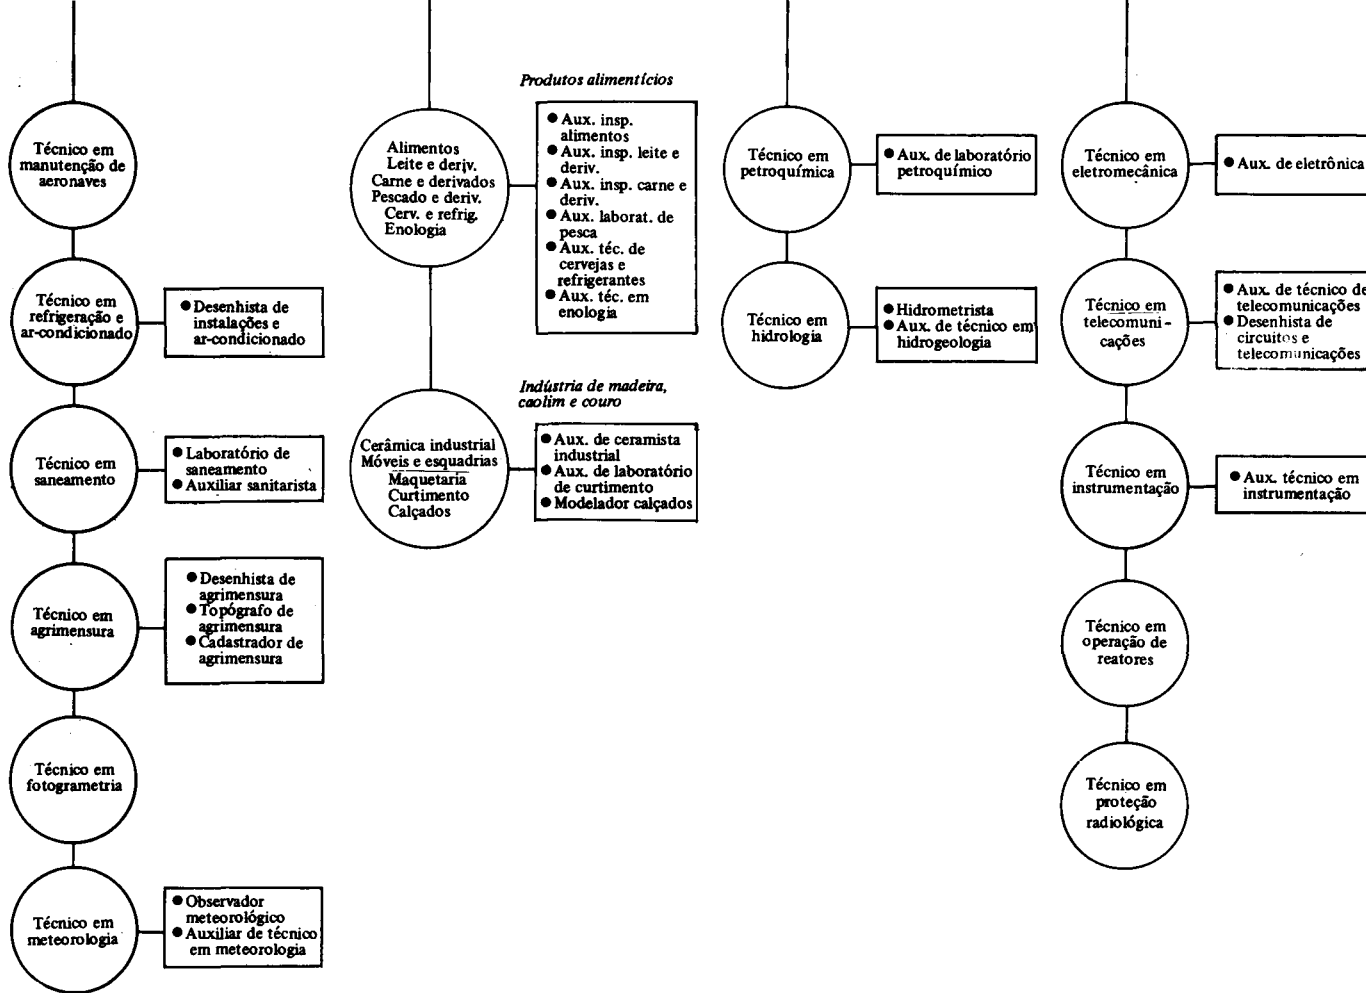 Técnico em
manutenção de
aeronaves
Técnico em
refrigeração e
ar-condicionado
● Desenhista de
instalações e
ar-condicionado
Técnico em
saneamento
● Laboratório de
saneamento
● Auxiliar sanitarista
Técnico em
agrimensura
● Desenhista de
agrimensura
● Topógrafo de
agrimensura
● Cadastrador de
agrimensura
Técnico em
fotogrametria
Técnico em
meteorologia
● Observador
meteorológico
● Auxiliar de técnico
em meteorologia
Produtos alimentícios
Alimentos
Leite e deriv.
Carne e derivados
Pescado e deriv.
Cerv. e refrig.
Enologia
● Aux. insp.
alimentos
● Aux. insp. leite e
deriv.
● Aux. insp. carne e
deriv.
● Aux. laborat. de
pesca
● Aux. téc. de
cervejas e
refrigerantes
● Aux. téc. em
enologia
Indústria de madeira,
caolim e couro
Cerâmica industrial
Móveis e esquadrias
Maquetaria
Curtimento
Calçados
● Aux. de ceramista
industrial
● Aux. de laboratório
de curtimento
● Modelador calçados
Técnico em
petroquímica
● Aux. de laboratório
petroquímico
Técnico em
hidrologia
● Hidrometrista
● Aux. de técnico em
hidrogeologia
Técnico em
eletromecânica
● Aux. de eletrônica
Técnico em
telecomuni-
cações
● Aux. de técnico de
telecomunicações
● Desenhista de
circuitos e
telecomunicações
Técnico em
instrumentação
● Aux. técnico em
instrumentação
Técnico em
operação de
reatores
Técnico em
proteção
radiológica